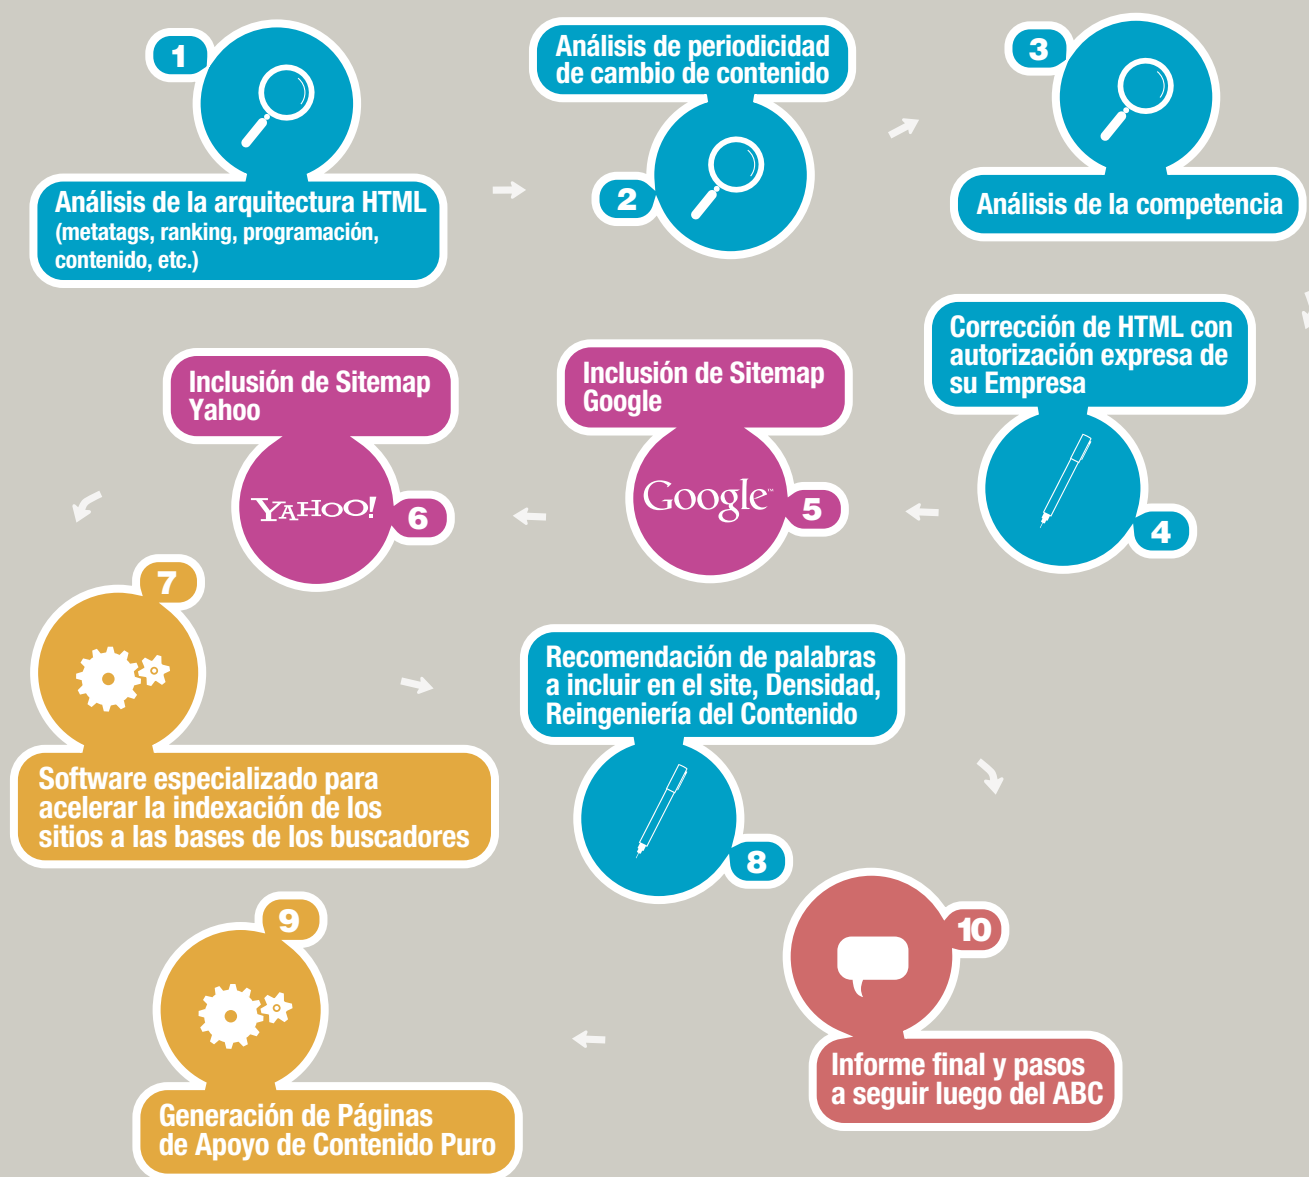 1
Análisis de la arquitectura HTML
(metatags, ranking, programación,
contenido, etc.)
Análisis de periodicidad
de cambio de contenido
2
3
Análisis de la competencia
Corrección de HTML con
autorización expresa de
su Empresa
4
Inclusión de Sitemap
Google
Google™
5
Inclusión de Sitemap
Yahoo
YAHOO!
6
7
Software especializado para
acelerar la indexación de los
sitios a las bases de los buscadores
Recomendación de palabras
a incluir en el site, Densidad,
Reingeniería del Contenido
8
9
Generación de Páginas
de Apoyo de Contenido Puro
10
Informe final y pasos
a seguir luego del ABC